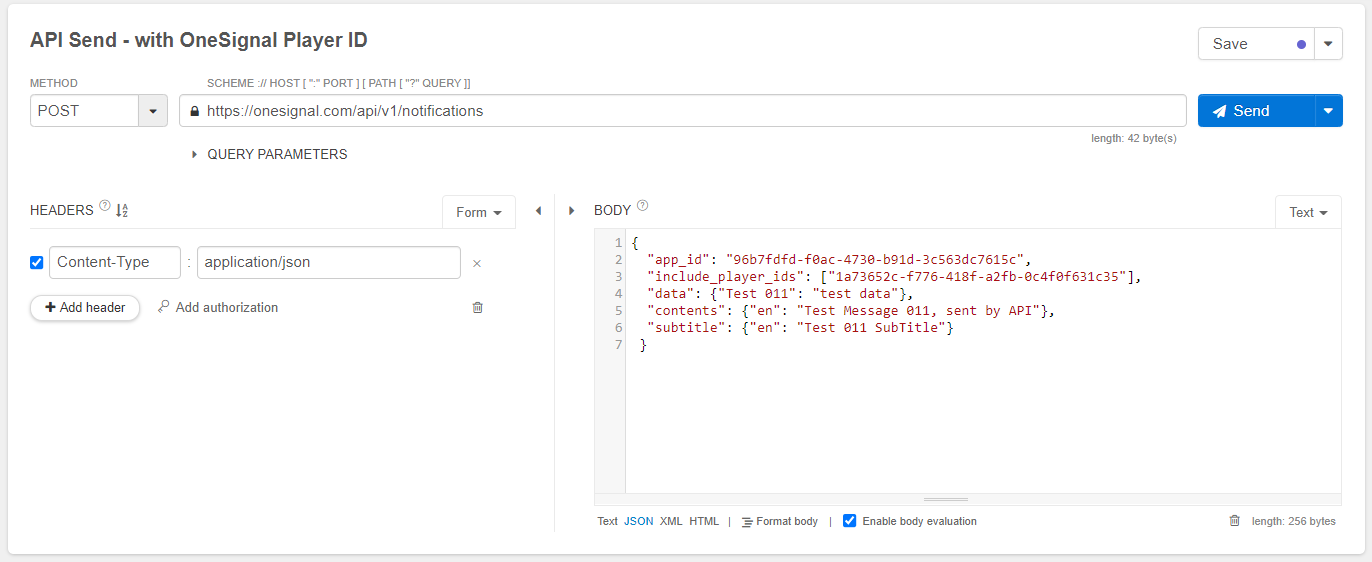 API Send - with OneSignal Player ID
Save
METHOD
SCHEME :// HOST [ ":" PORT ] [ PATH [ "?" QUERY ]]
POST
https://onesignal.com/api/v1/notifications
Send
length: 42 byte(s)
QUERY PARAMETERS
HEADERS ? A Z
Form
BODY ?
Text
Content-Type : application/json ×
+ Add header
Add authorization
1 {
2 "app_id": "96b7fdfd-f0ac-4730-b91d-3c563dc7615c",
3 "include_player_ids": ["1a73652c-f776-418f-a2fb-0c4f0f631c35"],
4 "data": {"Test 011": "test data"},
5 "contents": {"en": "Test Message 011, sent by API"},
6 "subtitle": {"en": "Test 011 SubTitle"}
7 }
Text JSON XML HTML | Format body | Enable body evaluation
length: 256 bytes